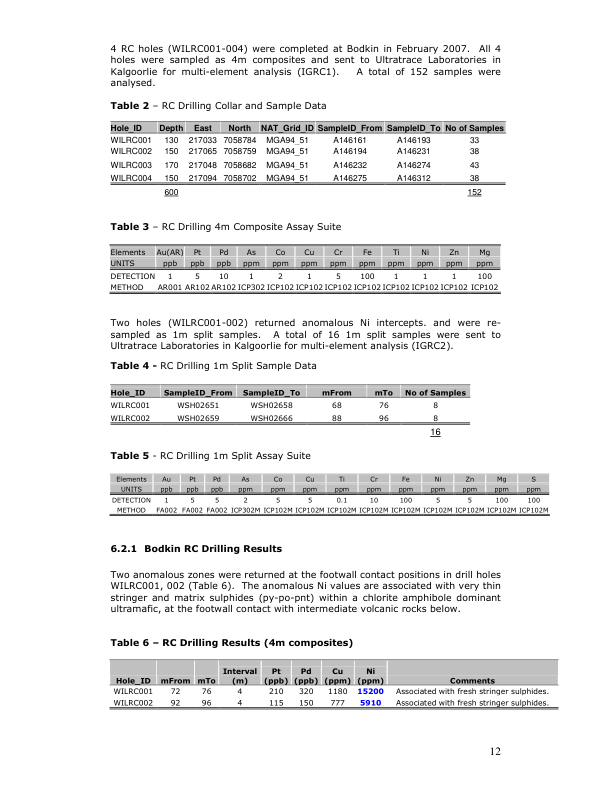 4 RC holes (WILRC001-004) were completed at Bodkin in February 2007. All 4
holes were sampled as 4m composites and sent to Ultratrace Laboratories in
Kalgoorlie for multi-element analysis (IGRC1). A total of 152 samples were
analysed.
Table 2 – RC Drilling Collar and Sample Data
Hole_ID Depth East North NAT_Grid_ID SampleID_From SampleID_To No of Samples
WILRC001 130 217033 7058784 MGA94_51 A146161 A146193 33
WILRC002 150 217065 7058759 MGA94_51 A146194 A146231 38
WILRC003 170 217048 7058682 MGA94_51 A146232 A146274 43
WILRC004 150 217094 7058702 MGA94_51 A146275 A146312 38
600 152
Table 3 – RC Drilling 4m Composite Assay Suite
Elements Au(AR) Pt Pd As Co Cu Cr Fe Ti Ni Zn Mg
UNITS ppb ppb ppb ppm ppm ppm ppm ppm ppm ppm ppm ppm
DETECTION 1 5 10 1 2 1 5 100 1 1 1 100
METHOD AR001 AR102 AR102 ICP302 ICP102 ICP102 ICP102 ICP102 ICP102 ICP102 ICP102 ICP102
Two holes (WILRC001-002) returned anomalous Ni intercepts. and were re-
sampled as 1m split samples. A total of 16 1m split samples were sent to
Ultratrace Laboratories in Kalgoorlie for multi-element analysis (IGRC2).
Table 4 - RC Drilling 1m Split Sample Data
Hole_ID SampleID_From SampleID_To mFrom mTo No of Samples
WILRC001 WSH02651 WSH02658 68 76 8
WILRC002 WSH02659 WSH02666 88 96 8
16
Table 5 - RC Drilling 1m Split Assay Suite
Elements Au Pt Pd As Co Cu Ti Cr Fe Ni Zn Mg S
UNITS ppb ppb ppb ppm ppm ppm ppm ppm ppm ppm ppm ppm ppm
DETECTION 1 5 5 2 5 5 0.1 10 100 5 5 100 100
METHOD FA002 FA002 FA002 ICP302M ICP102M ICP102M ICP102M ICP102M ICP102M ICP102M ICP102M ICP102M ICP102M
6.2.1 Bodkin RC Drilling Results
Two anomalous zones were returned at the footwall contact positions in drill holes
WILRC001, 002 (Table 6). The anomalous Ni values are associated with very thin
stringer and matrix sulphides (py-po-pnt) within a chlorite amphibole dominant
ultramafic, at the footwall contact with intermediate volcanic rocks below.
Table 6 – RC Drilling Results (4m composites)
Hole_ID mFrom mTo Interval (m) Pt (ppb) Pd (ppb) Cu (ppm) Ni (ppm) Comments
WILRC001 72 76 4 210 320 1180 15200 Associated with fresh stringer sulphides.
WILRC002 92 96 4 115 150 777 5910 Associated with fresh stringer sulphides.
12